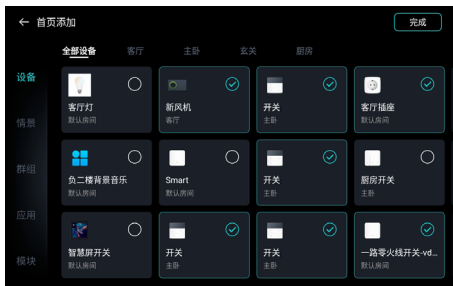 ← 首页添加
完成
全部设备 客厅 主卧 玄关 厨房
设备
情景
群组
应用
模块
客厅灯
默认房间
新风机
客厅
开关
主卧
客厅插座
默认房间
负二楼背景音乐
默认房间
Smart
默认房间
开关
主卧
厨房开关
主卧
智慧屏开关
默认房间
开关
主卧
开关
主卧
一路零火线开关-vd...
默认房间